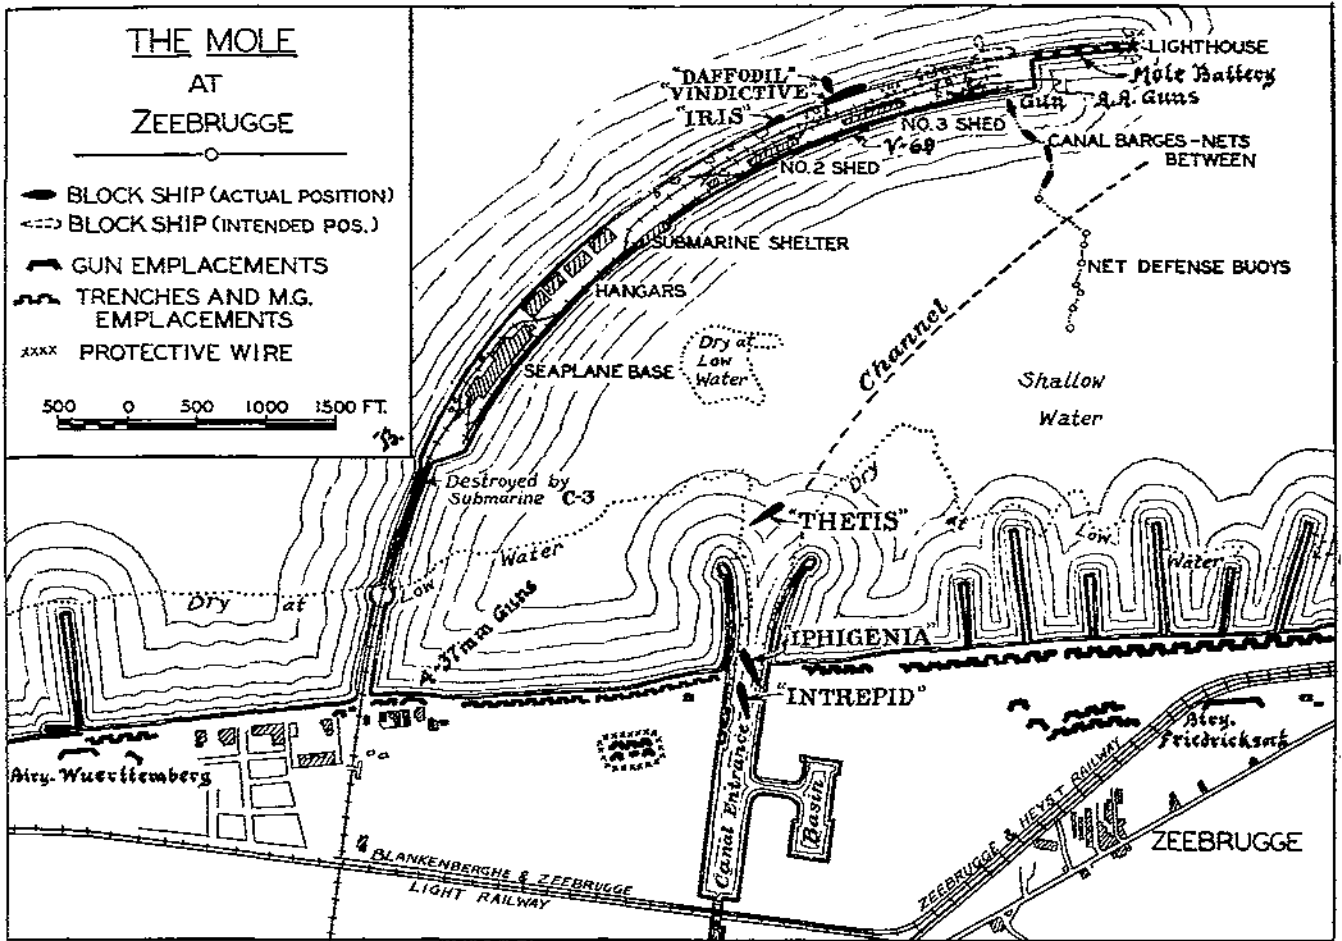 THE MOLE
AT
ZEEBRUGGE
BLOCK SHIP (ACTUAL POSITION)
BLOCK SHIP (INTENDED POS.)
GUN EMPLACEMENTS
TRENCHES AND M.G.
EMPLACEMENTS
xxxx PROTECTIVE WIRE
500 0 500 1000 1500 FT.
B.
LIGHTHOUSE
Mole Battery
A.A. Guns
Gun
"DAFFODIL"
"VINDICTIVE"
"IRIS"
NO. 3 SHED
V-69
NO. 2 SHED
CANAL BARGES-NETS
BETWEEN
SUBMARINE SHELTER
HANGARS
SEAPLANE BASE
NET DEFENSE BUOYS
Dry at
Low
Water
Channel
Shallow
Water
Destroyed by
Submarine C-3
Dry at Low Water
"THETIS"
Dry at Low Water
4-37mm Guns
"IPHIGENIA"
"INTREPID"
Btry. Wuerttemberg
Btry.
Friedricksort
Canal Entrance
Basin
BLANKENBERGHE & ZEEBRUGGE
LIGHT RAILWAY
ZEEBRUGGE & HEYST RAILWAY
ZEEBRUGGE